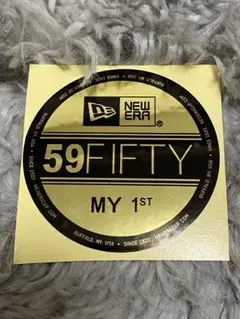 NEW ERA
59FIFTY
MY 1ST
BUFFALO, NY, USA • SINCE 1920 • NEWERACAP.COM